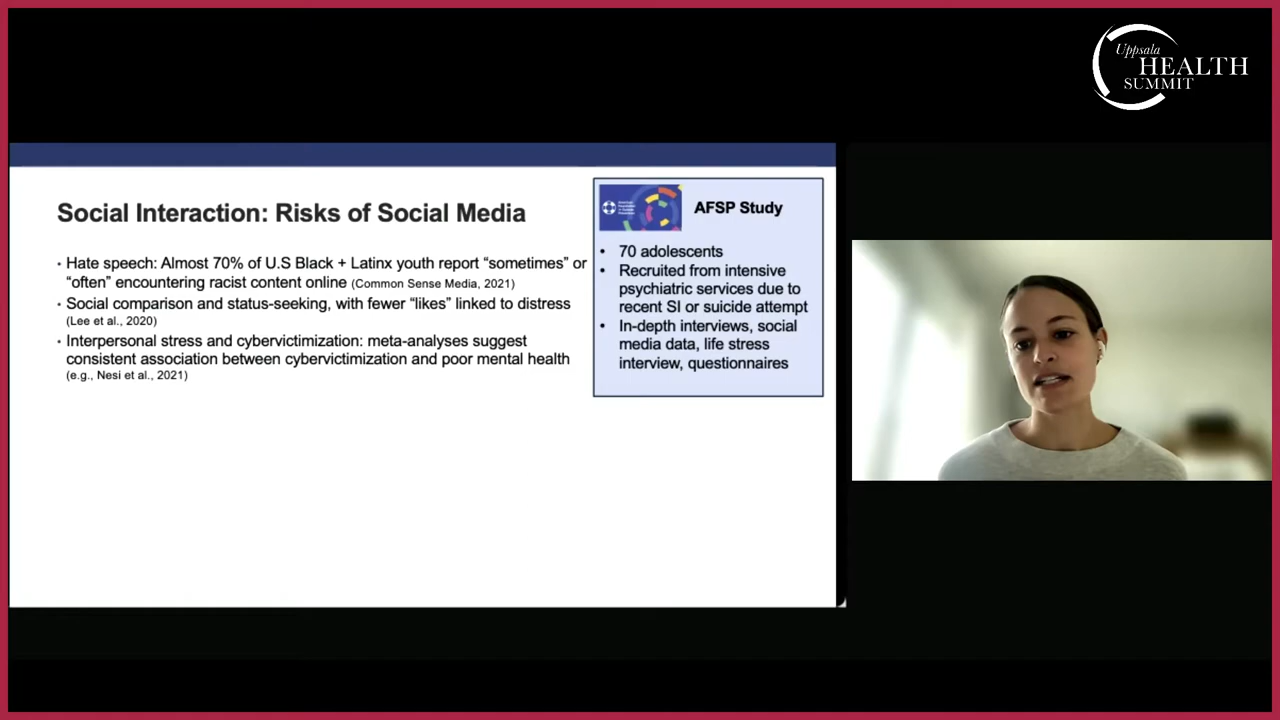 Uppsala
HEALTH
SUMMIT
Social Interaction: Risks of Social Media
• Hate speech: Almost 70% of U.S Black + Latinx youth report “sometimes” or
“often” encountering racist content online (Common Sense Media, 2021)
• Social comparison and status-seeking, with fewer “likes” linked to distress
(Lee et al., 2020)
• Interpersonal stress and cybervictimization: meta-analyses suggest
consistent association between cybervictimization and poor mental health
(e.g., Nesi et al., 2021)
AFSP Study
• 70 adolescents
• Recruited from intensive
psychiatric services due to
recent SI or suicide attempt
• In-depth interviews, social
media data, life stress
interview, questionnaires